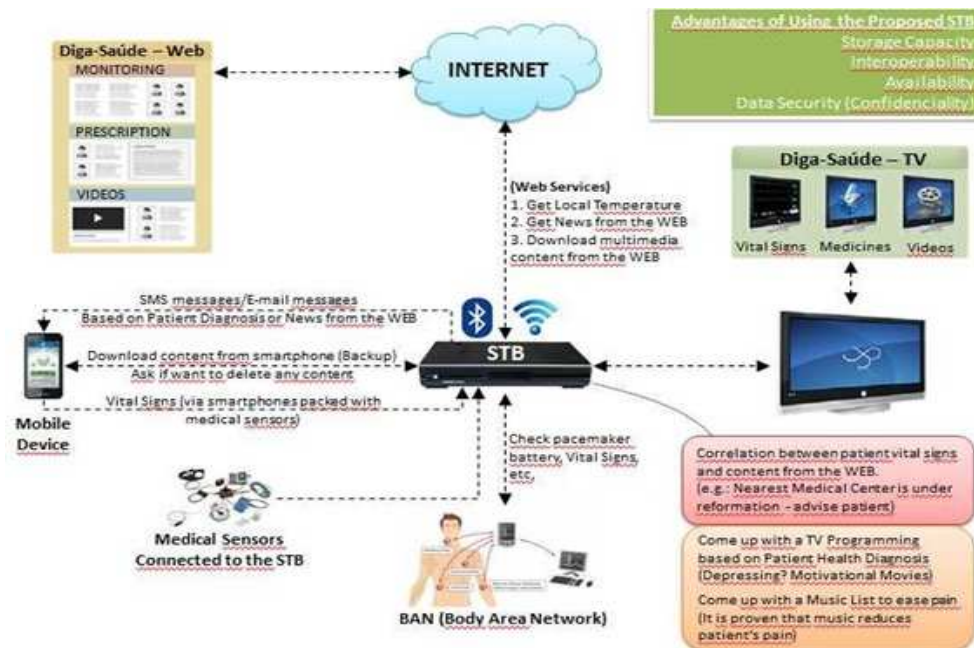 Diga-Saúde – Web
MONITORING
PRESCRIPTION
VIDEOS
INTERNET
Advantages of Using the Proposed STB
Storage Capacity
Interoperability
Availability
Data Security (Confidenciality)
Diga-Saúde – TV
Vital Signs
Medicines
Videos
(Web Services)
1. Get Local Temperature
2. Get News from the WEB
3. Download multimedia
content from the WEB
SMS messages/E-mail messages
Based on Patient Diagnosis or News from the WEB
STB
Download content from smartphone (Backup)
Ask if want to delete any content
Vital Signs (via smartphones packed with
medical sensors)
Mobile
Device
Check pacemaker
battery, Vital Signs,
etc,
Medical Sensors
Connected to the STB
BAN (Body Area Network)
Correlation between patient vital signs
and content from the WEB.
(e.g.: Nearest Medical Center is under
reformation - advise patient)
Come up with a TV Programming
based on Patient Health Diagnosis
(Depressing? Motivational Movies)
Come up with a Music List to ease pain
(It is proven that music reduces
patient's pain)